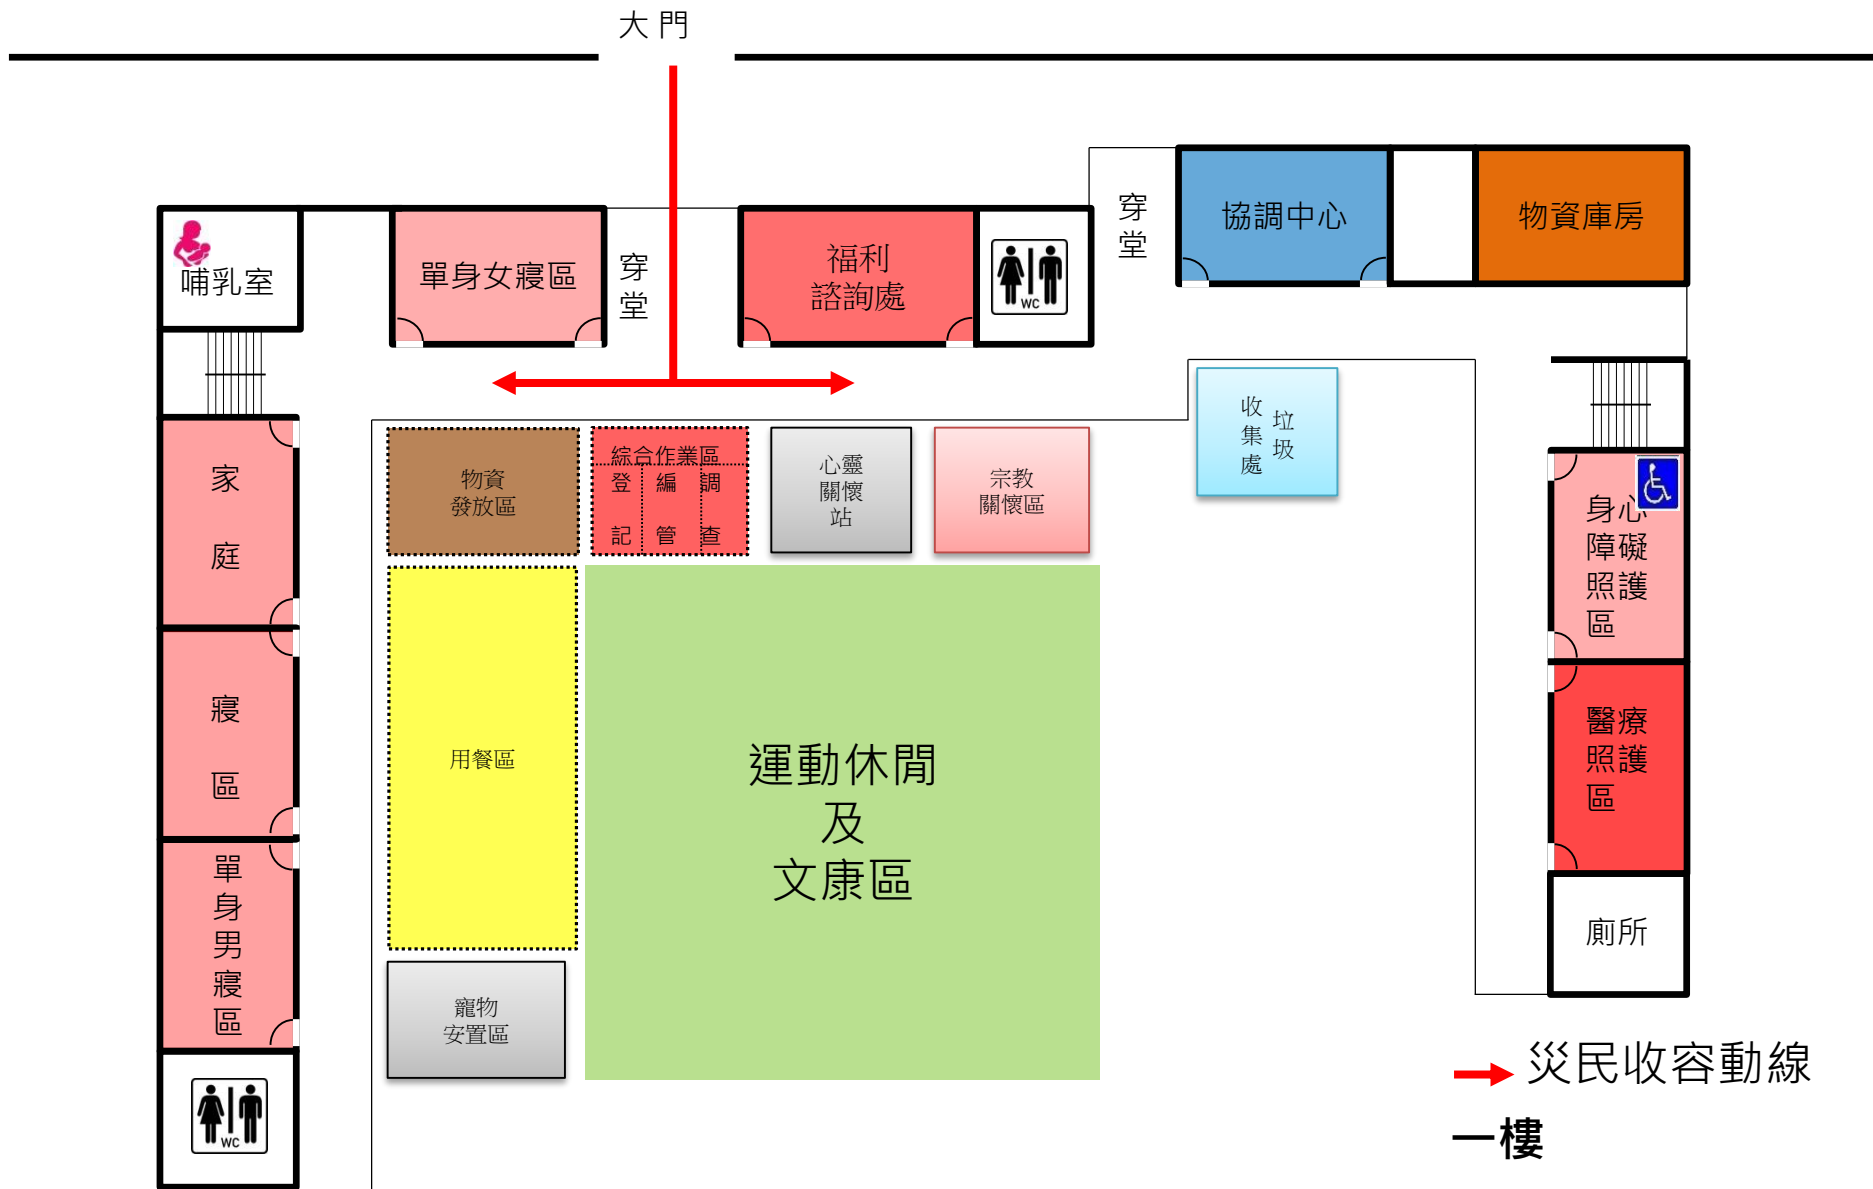 大門
哺乳室
單身女寢區
穿堂
福利
諮詢處
WC
穿堂
協調中心
物資庫房
家庭
寢區
單身男寢區
WC
物資
發放區
綜合作業區
登記
編管
調查
心靈
關懷
站
宗教
關懷區
垃圾
收集處
用餐區
運動休閒
及
文康區
寵物
安置區
身心
障礙
照護
區
醫療
照護
區
廁所
災民收容動線
一樓